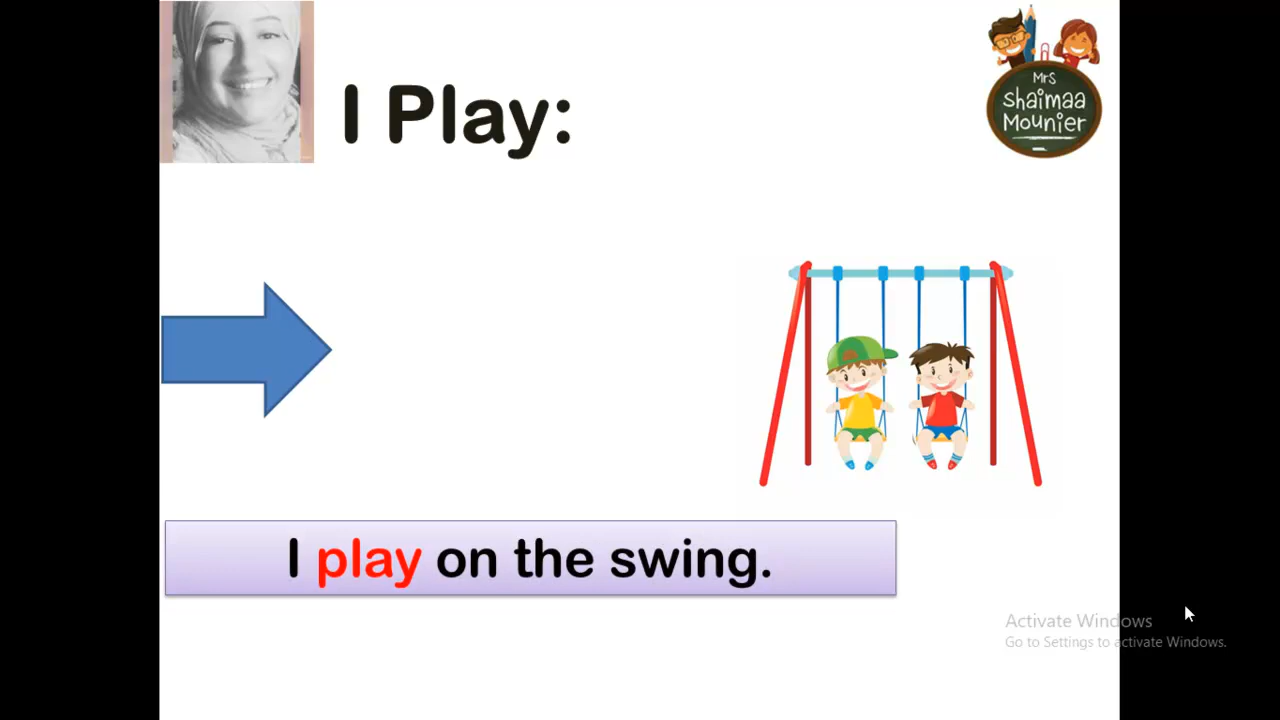 I Play:
Mrs
Shaimaa
Mounier
I play on the swing.
Activate Windows
Go to Settings to activate Windows.